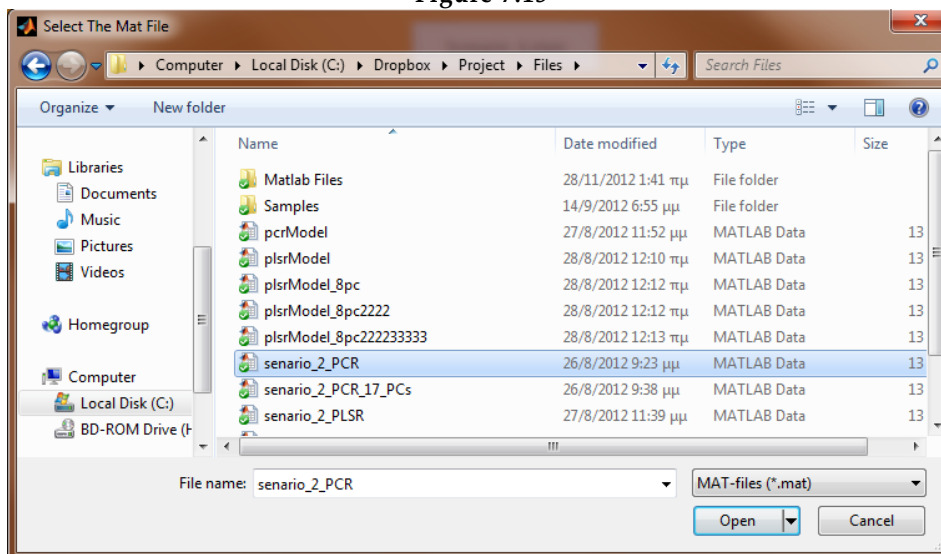 Select The Mat File
Computer Local Disk (C:) Dropbox Project Files Search Files
Organize New folder
Name Date modified Type Size
Libraries
Documents
Music
Pictures
Videos
Homegroup
Computer
Local Disk (C:)
BD-ROM Drive (H
Matlab Files 28/11/2012 1:41 πμ File folder
Samples 14/9/2012 6:55 μμ File folder
pcrModel 27/8/2012 11:52 μμ MATLAB Data 13
plsrModel 28/8/2012 12:10 πμ MATLAB Data 13
plsrModel_8pc 28/8/2012 12:12 πμ MATLAB Data 13
plsrModel_8pc2222 28/8/2012 12:12 πμ MATLAB Data 13
plsrModel_8pc222233333 28/8/2012 12:13 πμ MATLAB Data 13
senario_2_PCR 26/8/2012 9:23 μμ MATLAB Data 13
senario_2_PCR_17_PCs 26/8/2012 9:38 μμ MATLAB Data 13
senario_2_PLSR 27/8/2012 11:39 μμ MATLAB Data 13
File name: senario_2_PCR MAT-files (*.mat)
Open Cancel